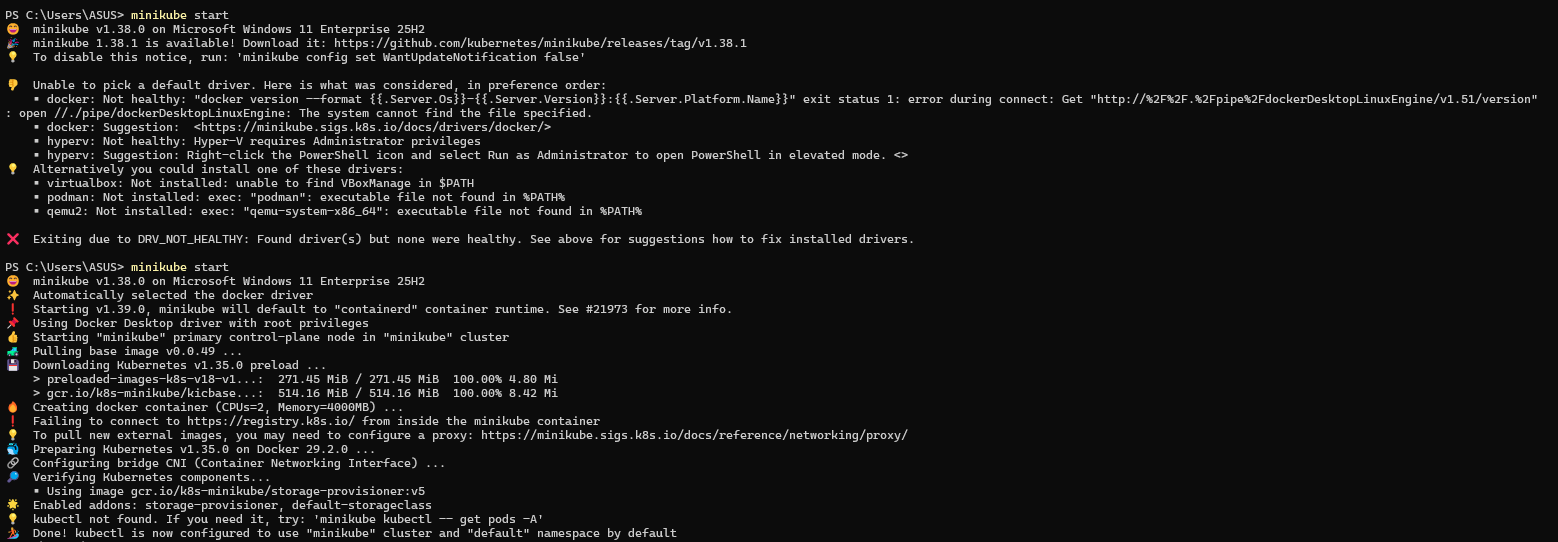 PS C:\Users\ASUS> minikube start
😄  minikube v1.38.0 on Microsoft Windows 11 Enterprise 25H2
🎉  minikube 1.38.1 is available! Download it: https://github.com/kubernetes/minikube/releases/tag/v1.38.1
💡  To disable this notice, run: 'minikube config set WantUpdateNotification false'
👎  Unable to pick a default driver. Here is what was considered, in preference order:
▪ docker: Not healthy: "docker version --format {{.Server.Os}}-{{.Server.Version}}:{{.Server.Platform.Name}}" exit status 1: error during connect: Get "http://%2F%2F.%2Fpipe%2FdockerDesktopLinuxEngine/v1.51/version"
: open //./pipe/dockerDesktopLinuxEngine: The system cannot find the file specified.
▪ docker: Suggestion:  <https://minikube.sigs.k8s.io/docs/drivers/docker/>
▪ hyperv: Not healthy: Hyper-V requires Administrator privileges
▪ hyperv: Suggestion: Right-click the PowerShell icon and select Run as Administrator to open PowerShell in elevated mode. <>
💡  Alternatively you could install one of these drivers:
▪ virtualbox: Not installed: unable to find VBoxManage in $PATH
▪ podman: Not installed: exec: "podman": executable file not found in %PATH%
▪ qemu2: Not installed: exec: "qemu-system-x86_64": executable file not found in %PATH%
❌  Exiting due to DRV_NOT_HEALTHY: Found driver(s) but none were healthy. See above for suggestions how to fix installed drivers.
PS C:\Users\ASUS> minikube start
😄  minikube v1.38.0 on Microsoft Windows 11 Enterprise 25H2
✨  Automatically selected the docker driver
❗  Starting v1.39.0, minikube will default to "containerd" container runtime. See #21973 for more info.
📌  Using Docker Desktop driver with root privileges
👍  Starting "minikube" primary control-plane node in "minikube" cluster
🚜  Pulling base image v0.0.49 ...
💾  Downloading Kubernetes v1.35.0 preload ...
> preloaded-images-k8s-v18-v1...:  271.45 MiB / 271.45 MiB  100.00% 4.80 Mi
> gcr.io/k8s-minikube/kicbase...:  514.16 MiB / 514.16 MiB  100.00% 8.42 Mi
🔥  Creating docker container (CPUs=2, Memory=4000MB) ...
❗  Failing to connect to https://registry.k8s.io/ from inside the minikube container
💡  To pull new external images, you may need to configure a proxy: https://minikube.sigs.k8s.io/docs/reference/networking/proxy/
🐳  Preparing Kubernetes v1.35.0 on Docker 29.2.0 ...
🔗  Configuring bridge CNI (Container Networking Interface) ...
🔎  Verifying Kubernetes components...
▪ Using image gcr.io/k8s-minikube/storage-provisioner:v5
🌟  Enabled addons: storage-provisioner, default-storageclass
💡  kubectl not found. If you need it, try: 'minikube kubectl -- get pods -A'
🏄  Done! kubectl is now configured to use "minikube" cluster and "default" namespace by default